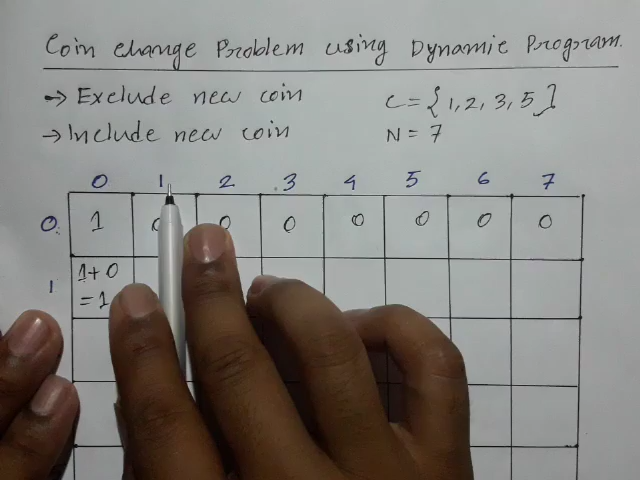 Coin change Problem using Dynamic Program.
→ Exclude new coin C = {1, 2, 3, 5}
→ Include new coin N = 7
0 1 2 3 4 5 6 7
0. 1 0 0 0 0 0 0 0
1 1+0
= 1